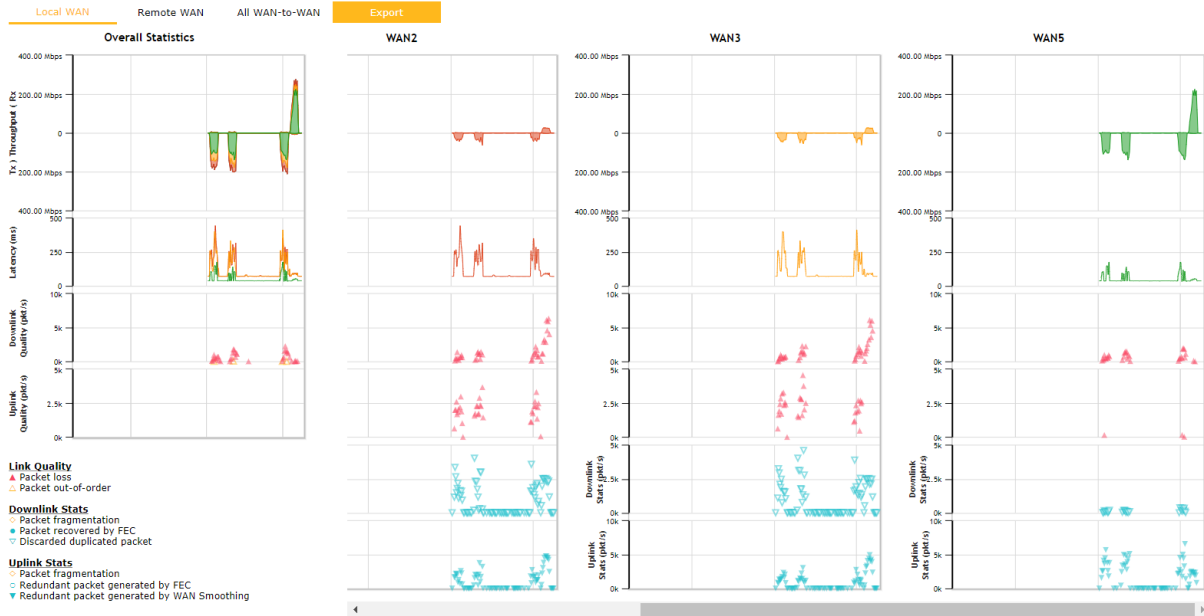 Local WAN
Remote WAN
All WAN-to-WAN
Export
Overall Statistics
WAN2
WAN3
WAN5
Tx ) Throughput ( Rx
400.00 Mbps
200.00 Mbps
0
200.00 Mbps
400.00 Mbps
400.00 Mbps
200.00 Mbps
0
200.00 Mbps
400.00 Mbps
400.00 Mbps
200.00 Mbps
0
200.00 Mbps
400.00 Mbps
Latency (ms)
500
250
0
500
250
0
500
250
0
Downlink
Quality (pkt/s)
10k
5k
0k
10k
5k
0k
10k
5k
0k
Uplink
Quality (pkt/s)
5k
2.5k
0k
5k
2.5k
0k
5k
2.5k
0k
Downlink
Stats (pkt/s)
5k
2.5k
0k
Downlink
Stats (pkt/s)
5k
2.5k
0k
Uplink
Stats (pkt/s)
10k
5k
0k
Uplink
Stats (pkt/s)
10k
5k
0k
Link Quality
Packet loss
Packet out-of-order
Downlink Stats
Packet fragmentation
Packet recovered by FEC
Discarded duplicated packet
Uplink Stats
Packet fragmentation
Redundant packet generated by FEC
Redundant packet generated by WAN Smoothing